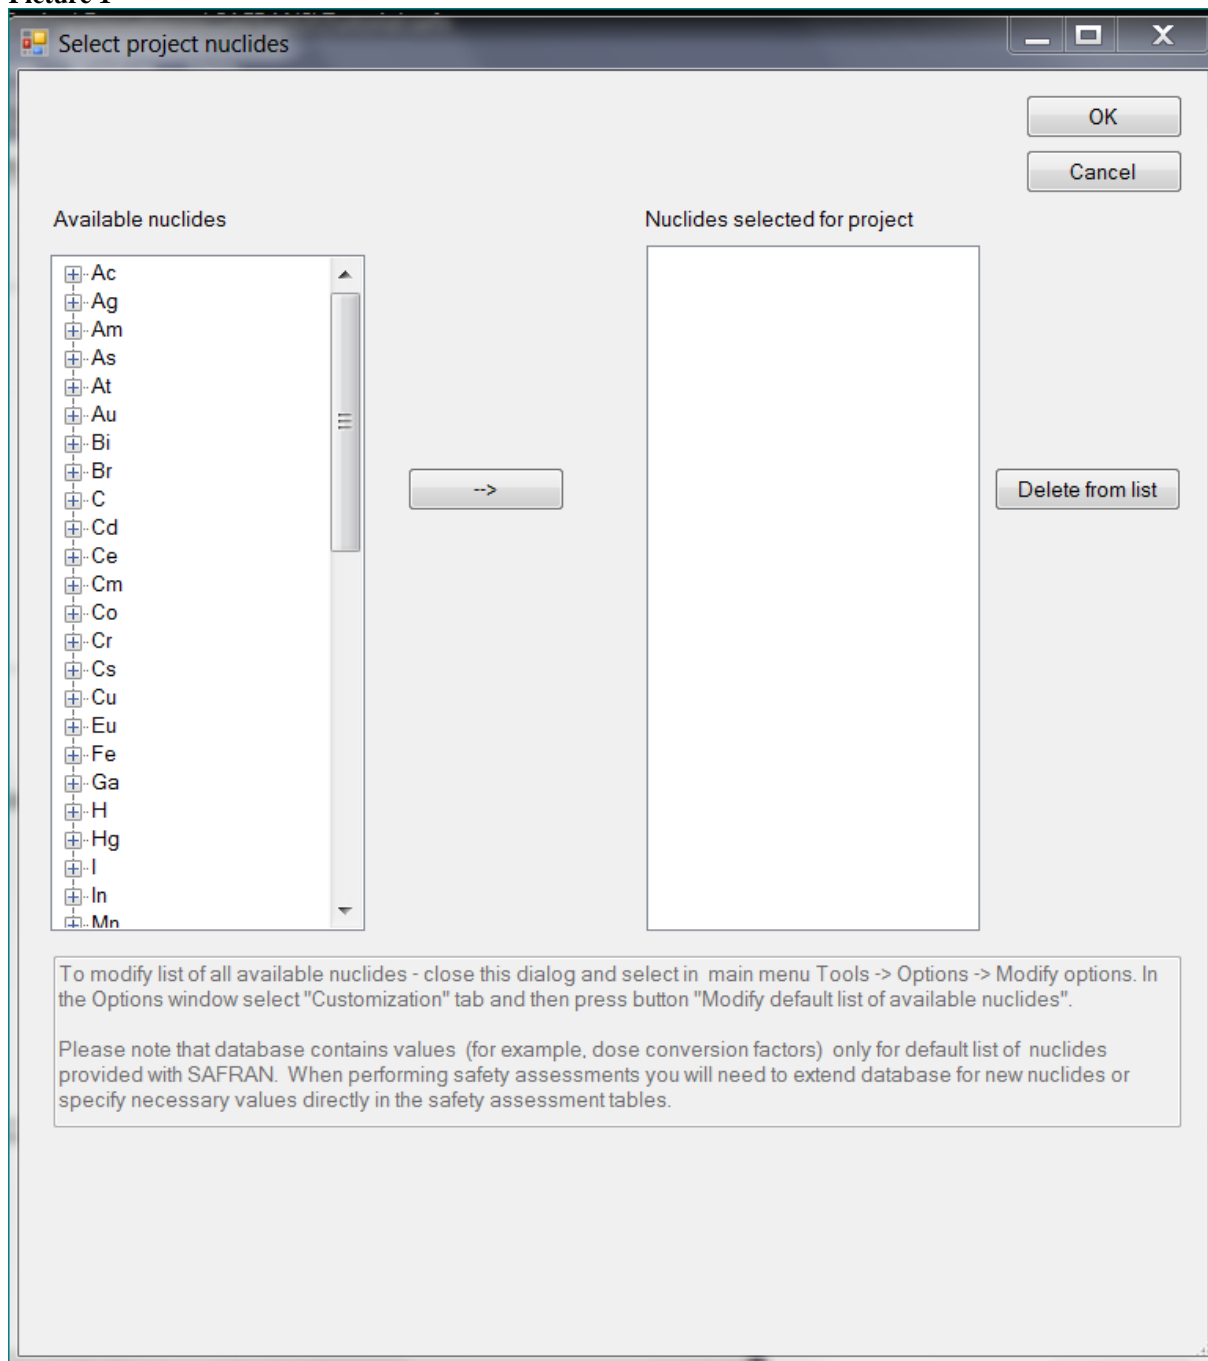 Select project nuclides
OK
Cancel
Available nuclides
Nuclides selected for project
Ac
Ag
Am
As
At
Au
Bi
Br
C
Cd
Ce
Cm
Co
Cr
Cs
Cu
Eu
Fe
Ga
H
Hg
I
In
Mn
-->
Delete from list
To modify list of all available nuclides - close this dialog and select in main menu Tools -> Options -> Modify options. In
the Options window select "Customization" tab and then press button "Modify default list of available nuclides".
Please note that database contains values (for example, dose conversion factors) only for default list of nuclides
provided with SAFRAN. When performing safety assessments you will need to extend database for new nuclides or
specify necessary values directly in the safety assessment tables.